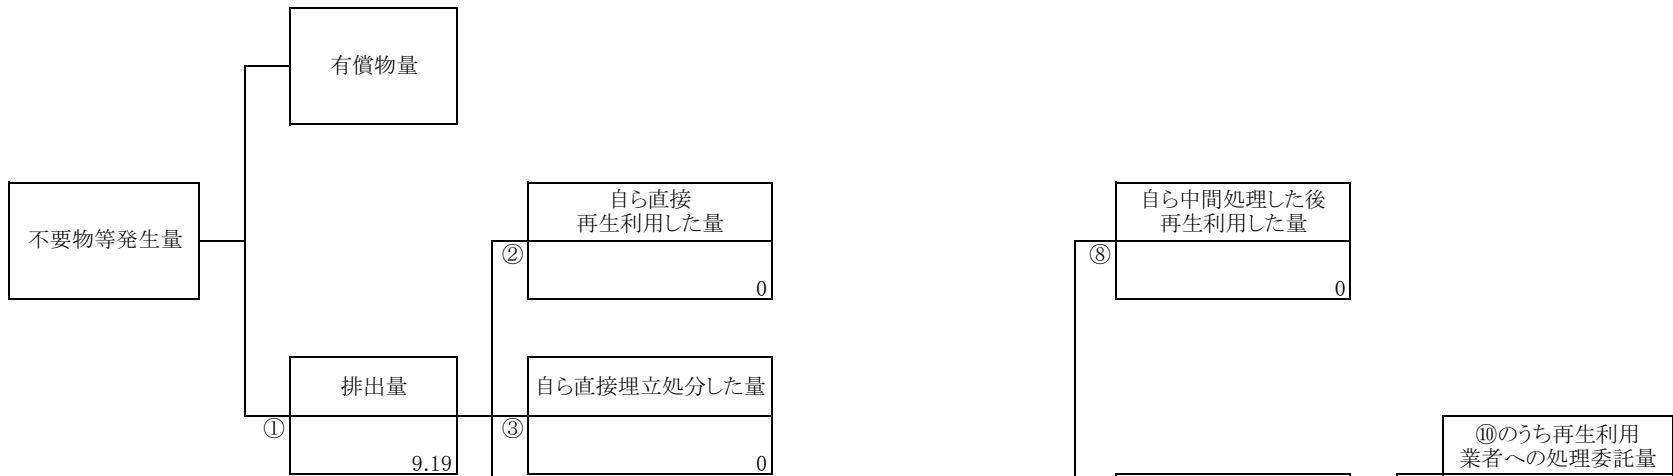 有償物量
不要物等発生量
自ら直接
再生利用した量
②
0
自ら中間処理した後
再生利用した量
⑧
0
排出量
①
9.19
自ら直接埋立処分した量
③
0
⑩のうち再生利用
業者への処理委託量